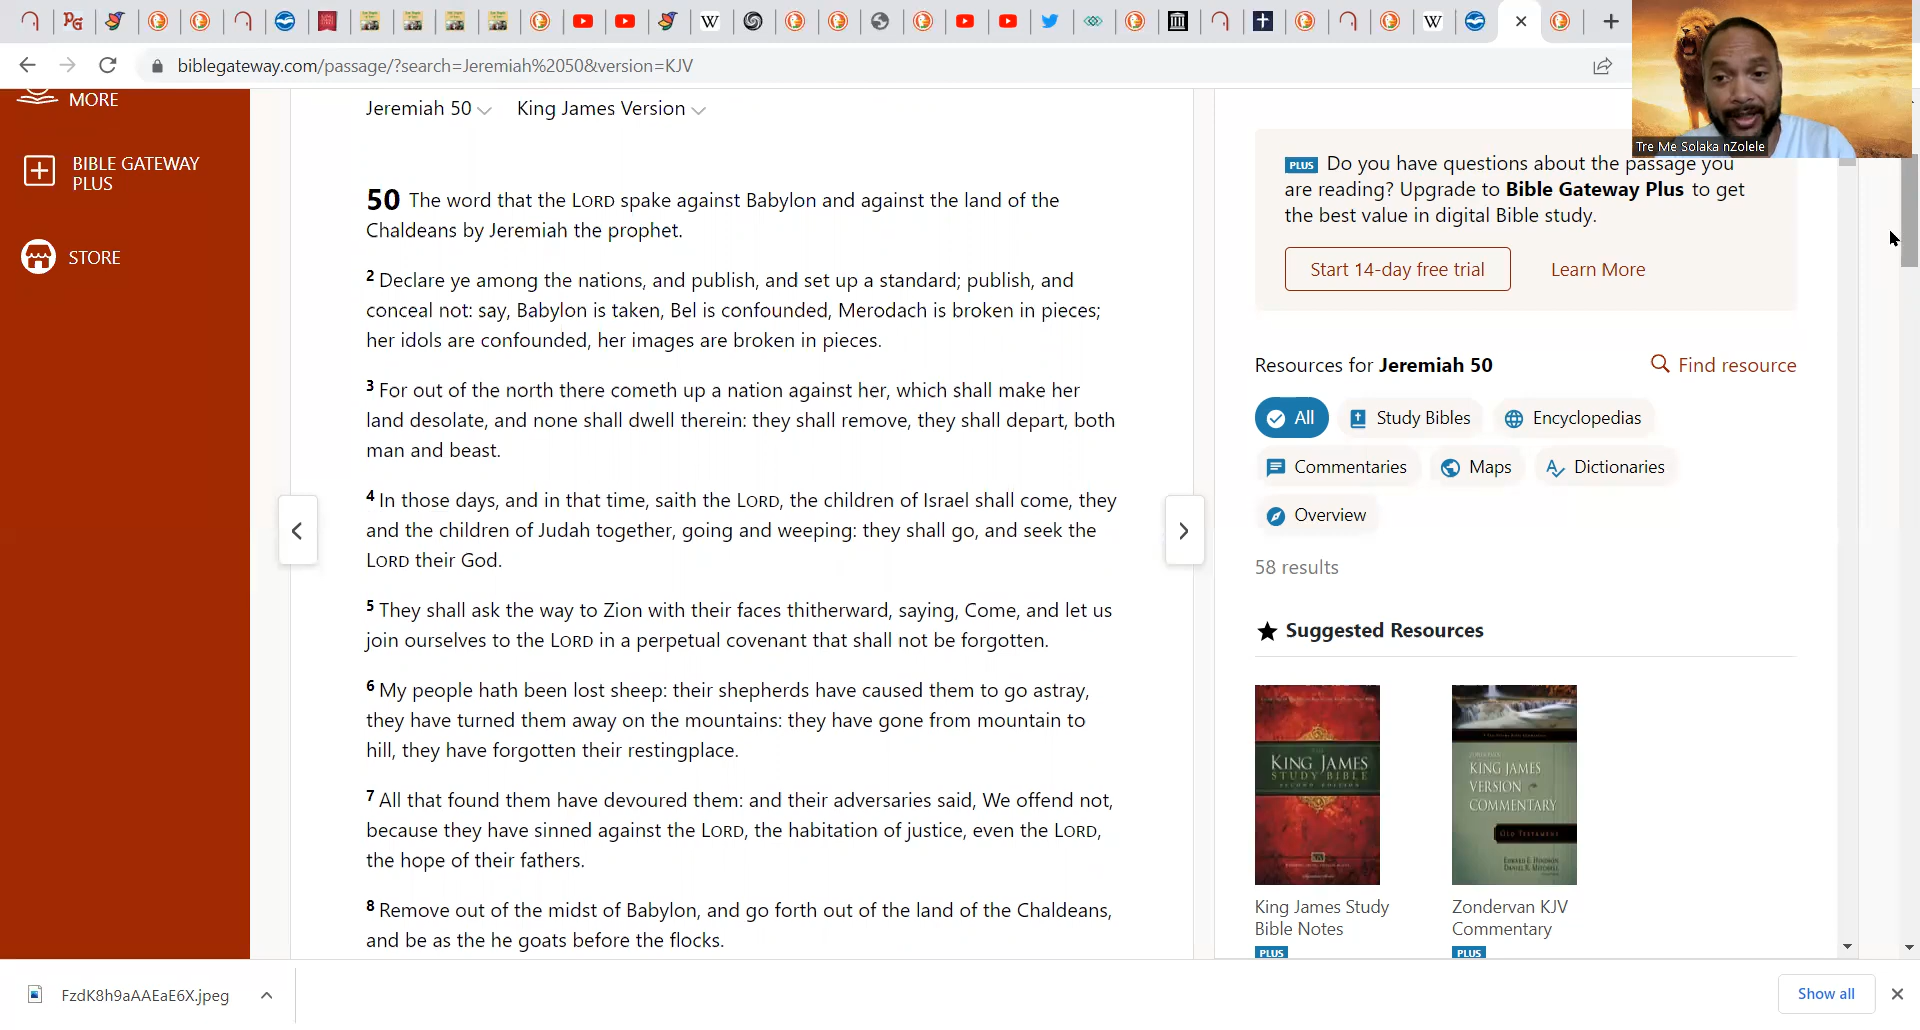 biblegateway.com/passage/?search=Jeremiah%2050&version=KJV
Tre Me Solaka nZolele
MORE
BIBLE GATEWAY
PLUS
STORE
Jeremiah 50
King James Version
50 The word that the LORD spake against Babylon and against the land of the
Chaldeans by Jeremiah the prophet.
2 Declare ye among the nations, and publish, and set up a standard; publish, and
conceal not: say, Babylon is taken, Bel is confounded, Merodach is broken in pieces;
her idols are confounded, her images are broken in pieces.
3 For out of the north there cometh up a nation against her, which shall make her
land desolate, and none shall dwell therein: they shall remove, they shall depart, both
man and beast.
4 In those days, and in that time, saith the LORD, the children of Israel shall come, they
and the children of Judah together, going and weeping: they shall go, and seek the
LORD their God.
5 They shall ask the way to Zion with their faces thitherward, saying, Come, and let us
join ourselves to the LORD in a perpetual covenant that shall not be forgotten.
6 My people hath been lost sheep: their shepherds have caused them to go astray,
they have turned them away on the mountains: they have gone from mountain to
hill, they have forgotten their restingplace.
7 All that found them have devoured them: and their adversaries said, We offend not,
because they have sinned against the LORD, the habitation of justice, even the LORD,
the hope of their fathers.
8 Remove out of the midst of Babylon, and go forth out of the land of the Chaldeans,
and be as the he goats before the flocks.
PLUS Do you have questions about the passage you
are reading? Upgrade to Bible Gateway Plus to get
the best value in digital Bible study.
Start 14-day free trial
Learn More
Resources for Jeremiah 50
Find resource
All
Study Bibles
Encyclopedias
Commentaries
Maps
Dictionaries
Overview
58 results
Suggested Resources
KING JAMES
STUDY BIBLE
SECOND EDITION
KING JAMES
VERSION
COMMENTARY
OLD TESTAMENT
King James Study
Bible Notes
PLUS
Zondervan KJV
Commentary
PLUS
FzdK8h9aAAEaE6X.jpeg
Show all